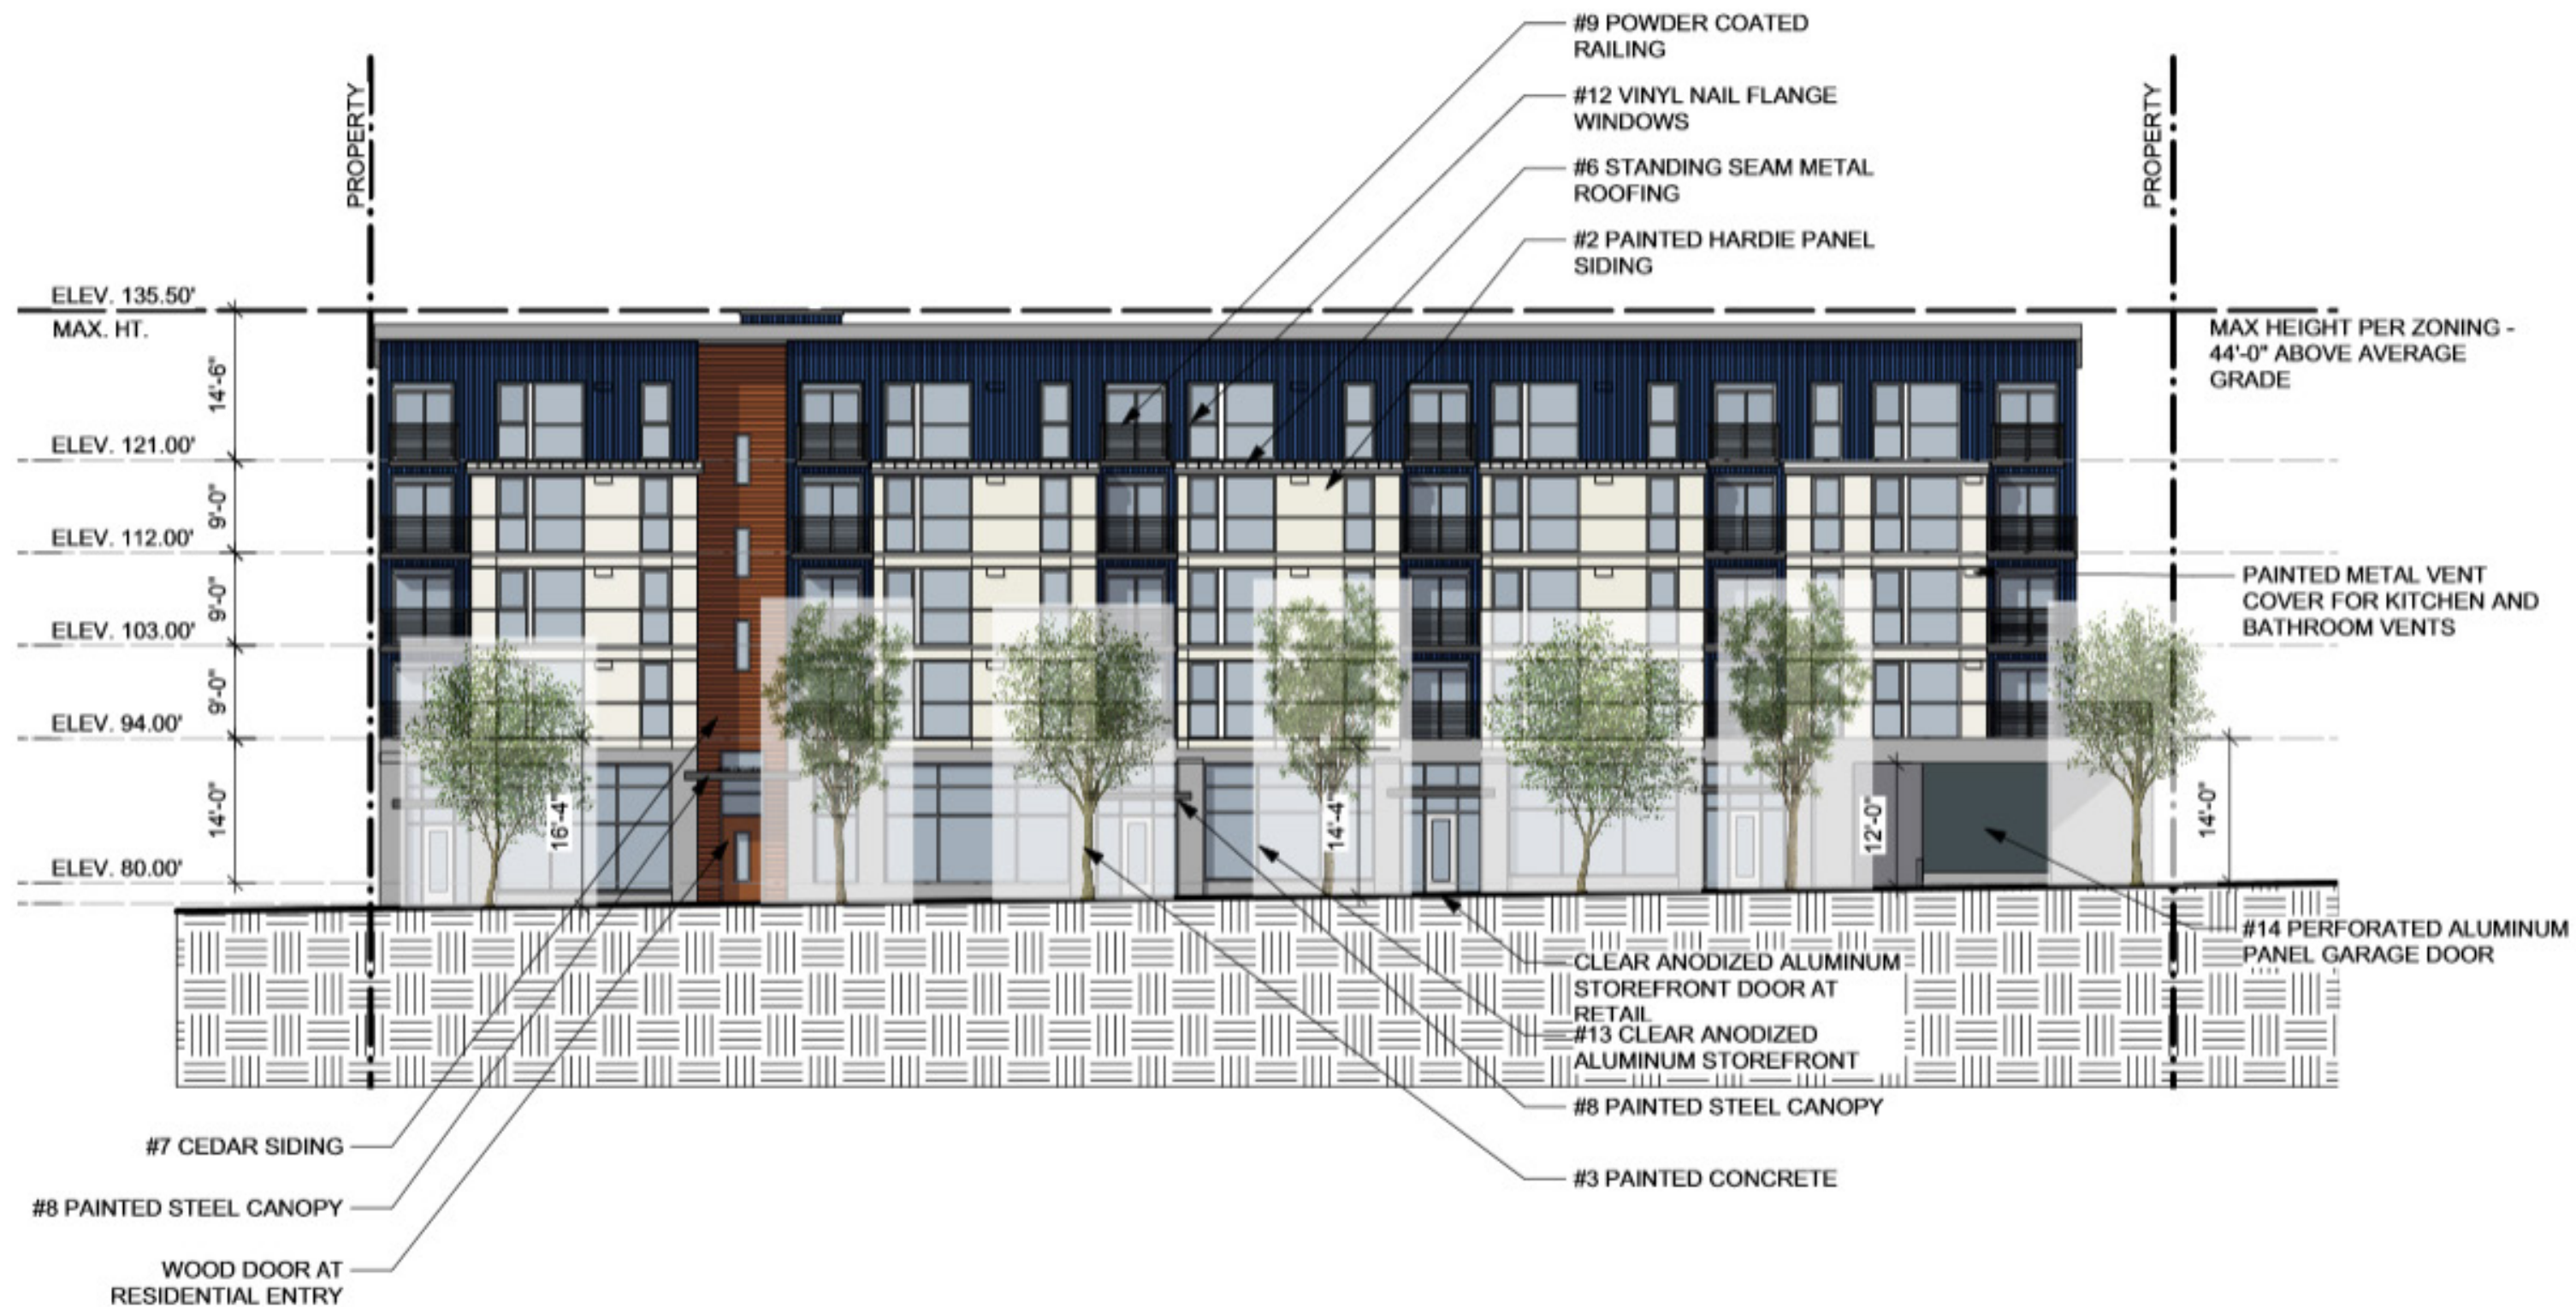 #9 POWDER COATED
RAILING
#12 VINYL NAIL FLANGE
WINDOWS
#6 STANDING SEAM METAL
ROOFING
#2 PAINTED HARDIE PANEL
SIDING
PROPERTY
PROPERTY
ELEV. 135.50'
MAX. HT.
MAX HEIGHT PER ZONING -
44'-0" ABOVE AVERAGE
GRADE
14'-6"
ELEV. 121.00'
9'-0"
ELEV. 112.00'
9'-0"
ELEV. 103.00'
9'-0"
ELEV. 94.00'
14'-0"
ELEV. 80.00'
PAINTED METAL VENT
COVER FOR KITCHEN AND
BATHROOM VENTS
16'-4"
14'-4"
12'-0"
14'-0"
#14 PERFORATED ALUMINUM
PANEL GARAGE DOOR
CLEAR ANODIZED ALUMINUM
STOREFRONT DOOR AT
RETAIL
#13 CLEAR ANODIZED
ALUMINUM STOREFRONT
#8 PAINTED STEEL CANOPY
#3 PAINTED CONCRETE
#7 CEDAR SIDING
#8 PAINTED STEEL CANOPY
WOOD DOOR AT
RESIDENTIAL ENTRY